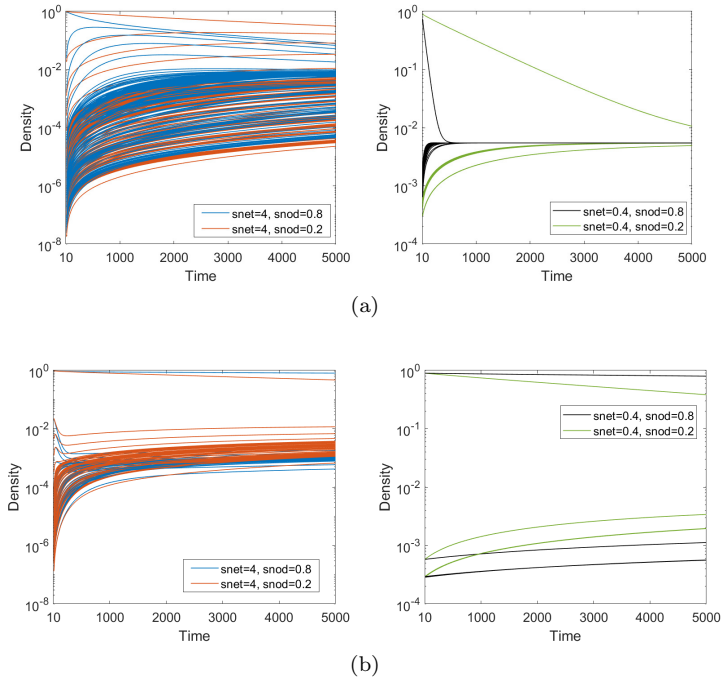 10^0
10^-2
10^-4
10^-6
10^-8
Density
10 1000 2000 3000 4000 5000
Time
snet=4, snod=0.8
snet=4, snod=0.2
10^0
10^-1
10^-2
10^-3
10^-4
Density
10 1000 2000 3000 4000 5000
Time
snet=0.4, snod=0.8
snet=0.4, snod=0.2
(a)
10^0
10^-2
10^-4
10^-6
10^-8
Density
10 1000 2000 3000 4000 5000
Time
snet=4, snod=0.8
snet=4, snod=0.2
10^0
10^-1
10^-2
10^-3
10^-4
Density
10 1000 2000 3000 4000 5000
Time
snet=0.4, snod=0.8
snet=0.4, snod=0.2
(b)